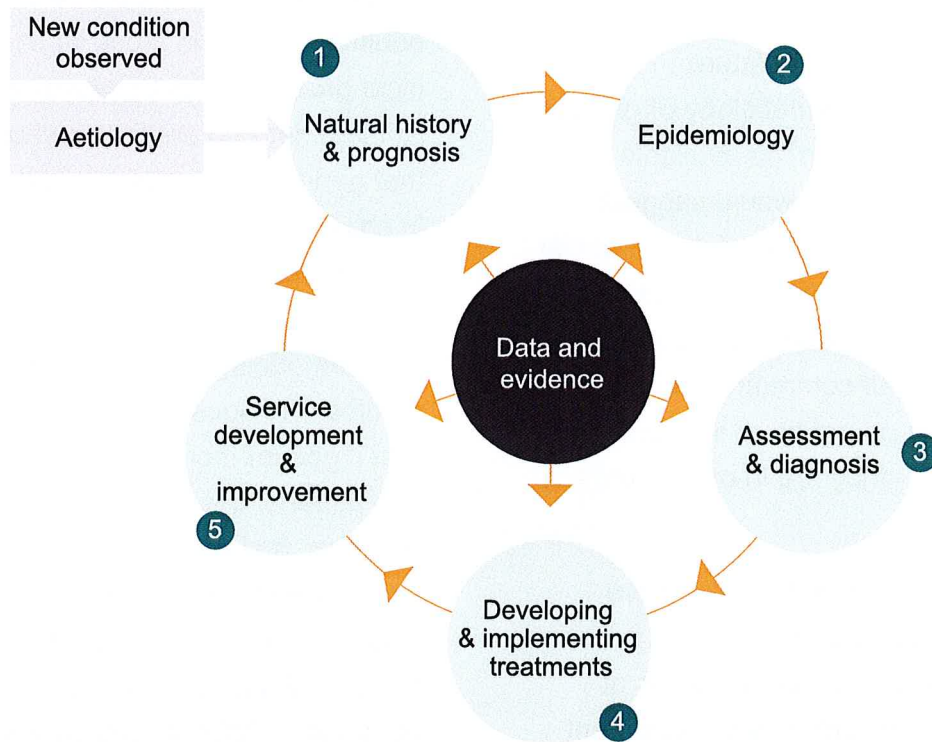 New condition
observed
Aetiology
1
Natural history
& prognosis
2
Epidemiology
Data and
evidence
Assessment
& diagnosis
3
Service
development
&
improvement
5
Developing
& implementing
treatments
4